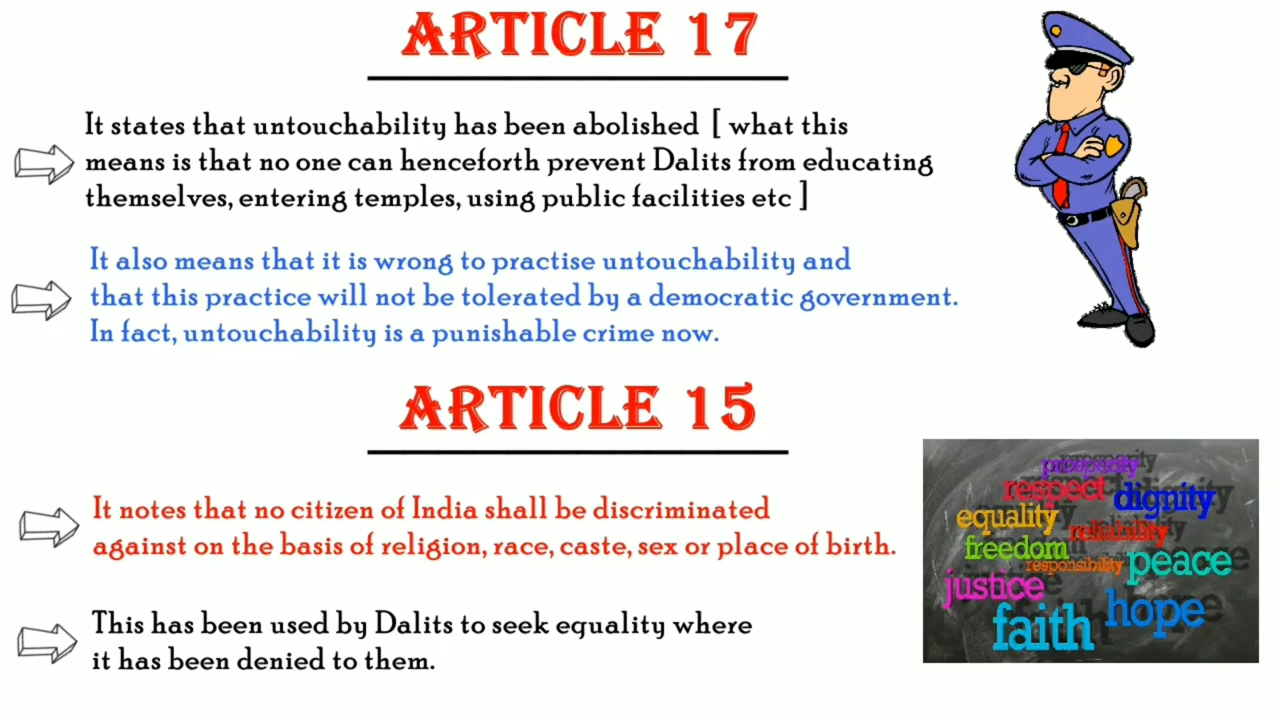 ARTICLE 17
It states that untouchability has been abolished [ what this
means is that no one can henceforth prevent Dalits from educating
themselves, entering temples, using public facilities etc ]
It also means that it is wrong to practise untouchability and
that this practice will not be tolerated by a democratic government.
In fact, untouchability is a punishable crime now.
ARTICLE 15
It notes that no citizen of India shall be discriminated
against on the basis of religion, race, caste, sex or place of birth.
This has been used by Dalits to seek equality where
it has been denied to them.
prosperity
respect dignity
equality reliability
freedom responsibility peace
justice
faith hope